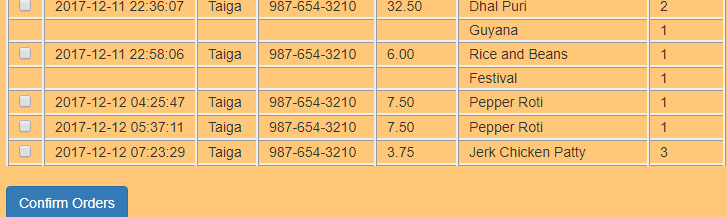 2017-12-11 22:36:07 Taiga 987-654-3210 32.50 Dhal Puri 2
Guyana 1
2017-12-11 22:58:06 Taiga 987-654-3210 6.00 Rice and Beans 1
Festival 1
2017-12-12 04:25:47 Taiga 987-654-3210 7.50 Pepper Roti 1
2017-12-12 05:37:11 Taiga 987-654-3210 7.50 Pepper Roti 1
2017-12-12 07:23:29 Taiga 987-654-3210 3.75 Jerk Chicken Patty 3
Confirm Orders